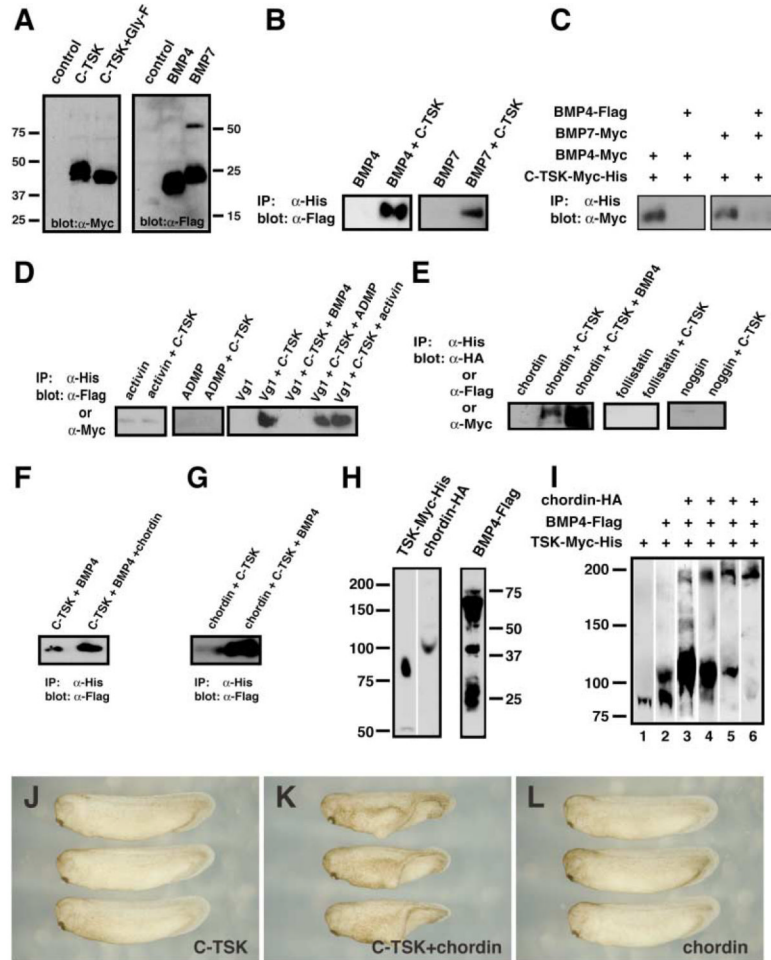 A
control
C-TSK
C-TSK+Gly-F
control
BMP4
BMP7
75
50
37
25
50
25
15
blot:α-Myc
blot:α-Flag
B
BMP4
BMP4 + C-TSK
BMP7
BMP7 + C-TSK
IP: α-His
blot: α-Flag
C
BMP4-Flag + +
BMP7-Myc + +
BMP4-Myc + +
C-TSK-Myc-His + + + +
IP: α-His
blot: α-Myc
D
activin
activin + C-TSK
ADMP
ADMP + C-TSK
Vg1
Vg1 + C-TSK
Vg1 + C-TSK + BMP4
Vg1 + C-TSK + ADMP
Vg1 + C-TSK + activin
IP: α-His
blot: α-Flag
or
α-Myc
E
chordin
chordin + C-TSK
chordin + C-TSK + BMP4
follistatin
follistatin + C-TSK
noggin
noggin + C-TSK
IP: α-His
blot: α-HA
or
α-Flag
or
α-Myc
F
C-TSK + BMP4
C-TSK + BMP4 +chordin
IP: α-His
blot: α-Flag
G
chordin + C-TSK
chordin + C-TSK + BMP4
IP: α-His
blot: α-Flag
H
TSK-Myc-His
chordin-HA
BMP4-Flag
200
150
100
75
50
75
50
37
25
I
chordin-HA + + + +
BMP4-Flag + + + + +
TSK-Myc-His + + + + + +
200
150
100
75
1 2 3 4 5 6
J
C-TSK
K
C-TSK+chordin
L
chordin